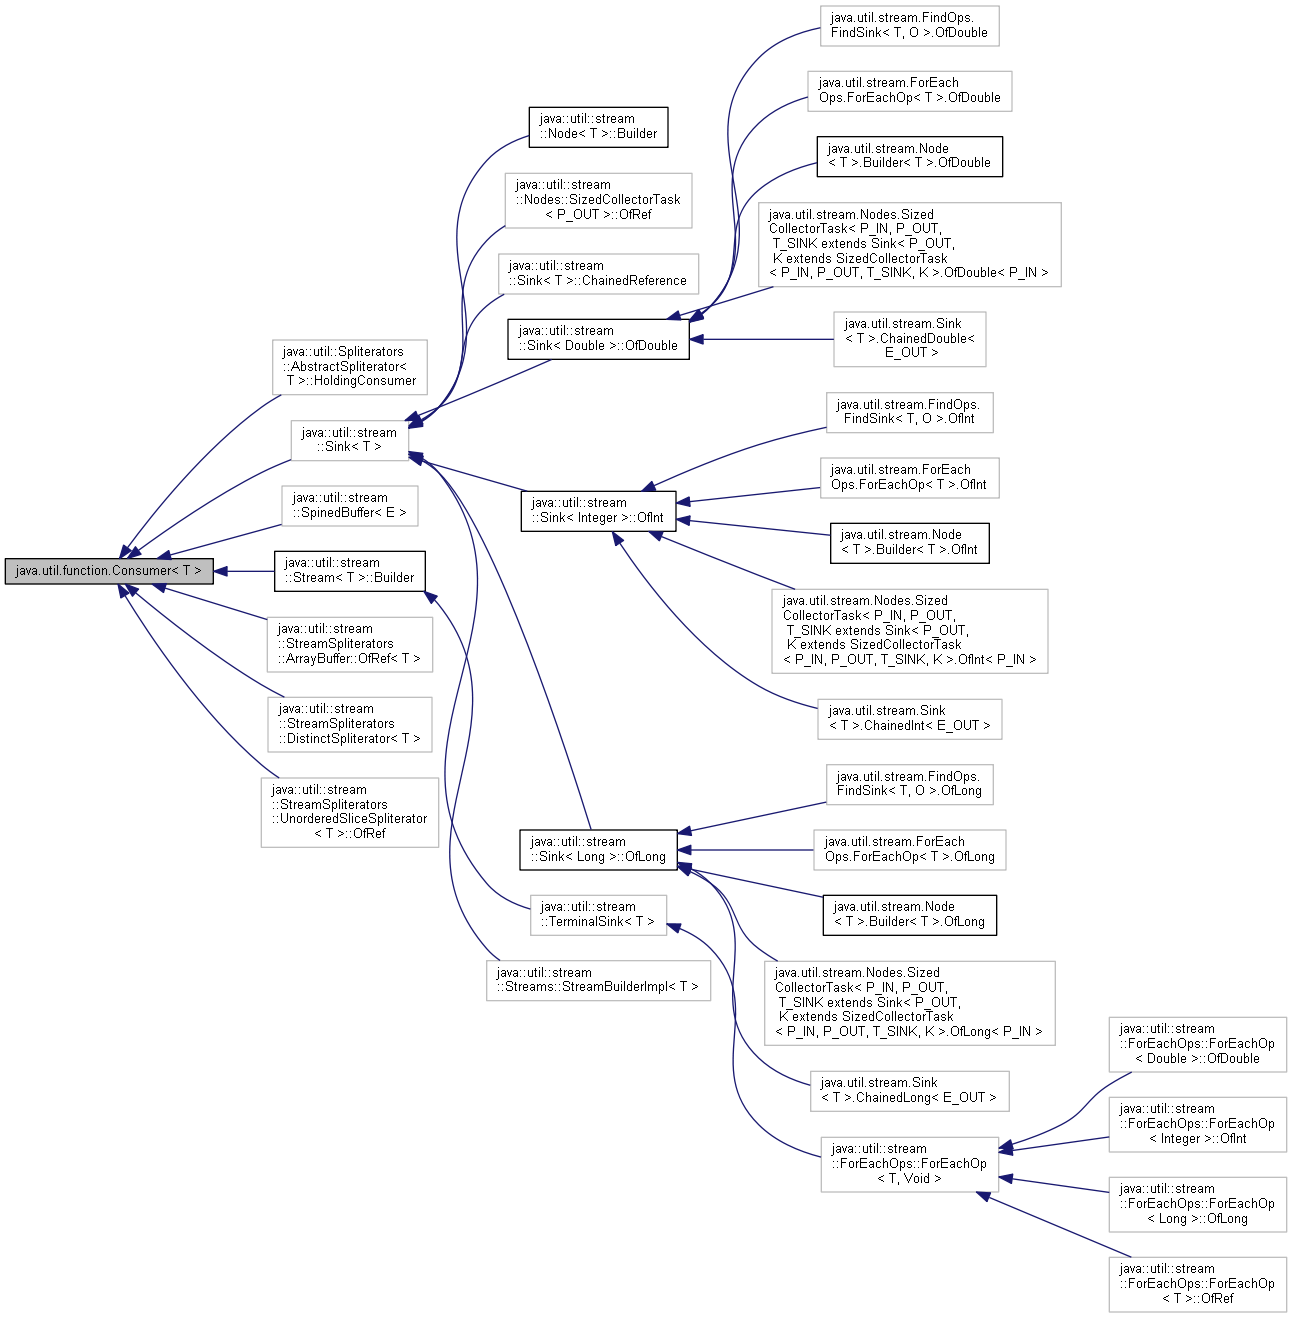 java.util.function.Consumer< T >
java::util::Spliterators
::AbstractSpliterator<
T >::HoldingConsumer
java::util::stream
::Sink< T >
java::util::stream
::SpinedBuffer< E >
java::util::stream
::Stream< T >::Builder
java::util::stream
::StreamSpliterators
::ArrayBuffer::OfRef< T >
java::util::stream
::StreamSpliterators
::DistinctSpliterator< T >
java::util::stream
::StreamSpliterators
::UnorderedSliceSpliterator
< T >::OfRef
java::util::stream
::Node< T >::Builder
java::util::stream
::Nodes::SizedCollectorTask
< P_OUT >::OfRef
java::util::stream
::Sink< T >::ChainedReference
java::util::stream
::Sink< Double >::OfDouble
java::util::stream
::Sink< Integer >::OfInt
java::util::stream
::Sink< Long >::OfLong
java::util::stream
::TerminalSink< T >
java::util::stream
::Streams::StreamBuilderImpl< T >
java.util.stream.FindOps.
FindSink< T, O >.OfDouble
java.util.stream.ForEach
Ops.ForEachOp< T >.OfDouble
java.util.stream.Node
< T >.Builder< T >.OfDouble
java.util.stream.Nodes.Sized
CollectorTask< P_IN, P_OUT,
T_SINK extends Sink< P_OUT,
K extends SizedCollectorTask
< P_IN, P_OUT, T_SINK, K >.OfDouble< P_IN >
java.util.stream.Sink
< T >.ChainedDouble<
E_OUT >
java.util.stream.FindOps.
FindSink< T, O >.OfInt
java.util.stream.ForEach
Ops.ForEachOp< T >.OfInt
java.util.stream.Node
< T >.Builder< T >.OfInt
java.util.stream.Nodes.Sized
CollectorTask< P_IN, P_OUT,
T_SINK extends Sink< P_OUT,
K extends SizedCollectorTask
< P_IN, P_OUT, T_SINK, K >.OfInt< P_IN >
java.util.stream.Sink
< T >.ChainedInt< E_OUT >
java.util.stream.FindOps.
FindSink< T, O >.OfLong
java.util.stream.ForEach
Ops.ForEachOp< T >.OfLong
java.util.stream.Node
< T >.Builder< T >.OfLong
java.util.stream.Nodes.Sized
CollectorTask< P_IN, P_OUT,
T_SINK extends Sink< P_OUT,
K extends SizedCollectorTask
< P_IN, P_OUT, T_SINK, K >.OfLong< P_IN >
java.util.stream.Sink
< T >.ChainedLong< E_OUT >
java::util::stream
::ForEachOps::ForEachOp
< T, Void >
java::util::stream
::ForEachOps::ForEachOp
< Double >::OfDouble
java::util::stream
::ForEachOps::ForEachOp
< Integer >::OfInt
java::util::stream
::ForEachOps::ForEachOp
< Long >::OfLong
java::util::stream
::ForEachOps::ForEachOp
< T >::OfRef